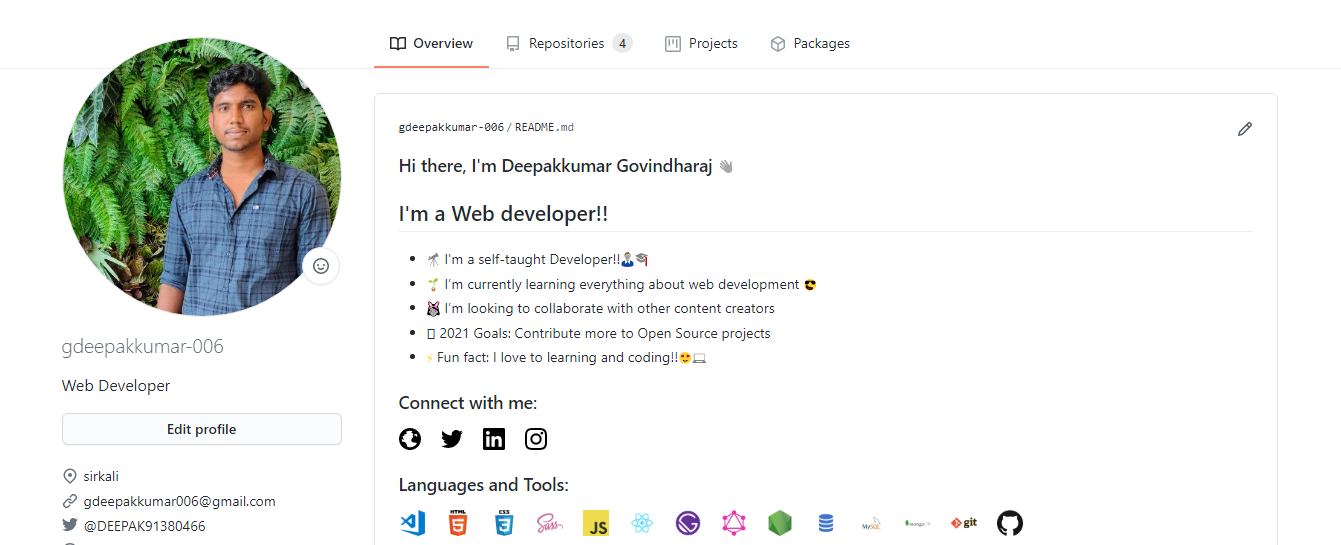 Overview
Repositories 4
Projects
Packages
gdeepakkumar-006
Web Developer
Edit profile
sirkali
gdeepakkumar006@gmail.com
@DEEPAK91380466
gdeepakkumar-006 / README.md
Hi there, I'm Deepakkumar Govindharaj 👋
I'm a Web developer!!
I'm a self-taught Developer!!
I'm currently learning everything about web development 😎
I'm looking to collaborate with other content creators
2021 Goals: Contribute more to Open Source projects
⚡ Fun fact: I love to learning and coding!!😍💻
Connect with me:
Languages and Tools:
HTML
5
CSS
3
Sass
JS
MySQL
mongoDB
git